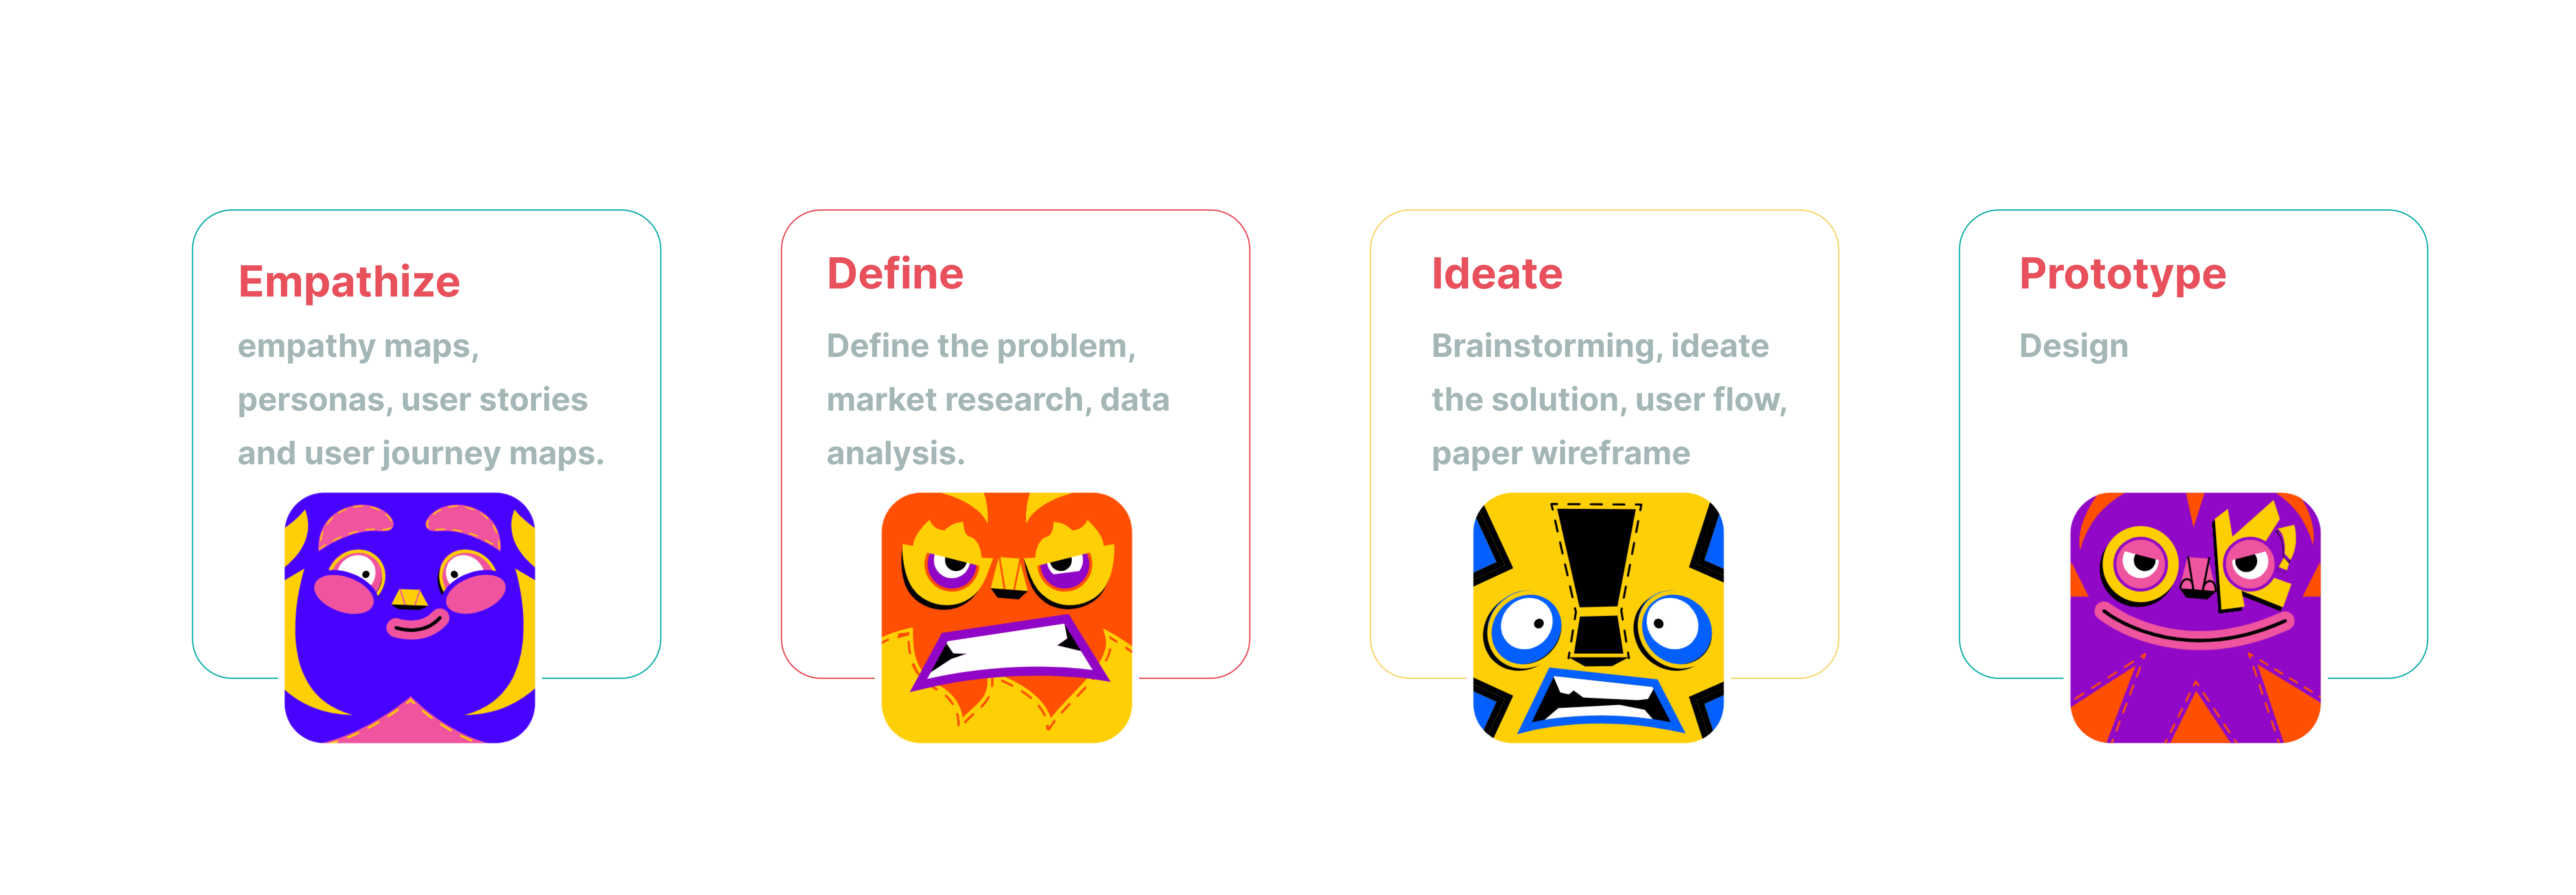 Empathize
empathy maps,
personas, user stories
and user journey maps.
Define
Define the problem,
market research, data
analysis.
Ideate
Brainstorming, ideate
the solution, user flow,
paper wireframe
Prototype
Design